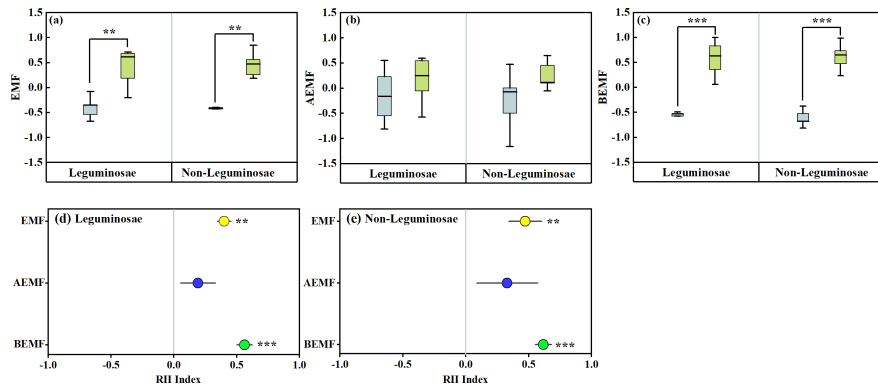 (a)
**
**
1.5
1.0
0.5
0.0
-0.5
-1.0
-1.5
EMF
Leguminosae
Non-Leguminosae
(b)
1.5
1.0
0.5
0.0
-0.5
-1.0
-1.5
AEMF
Leguminosae
Non-Leguminosae
(c)
***
***
1.5
1.0
0.5
0.0
-0.5
-1.0
-1.5
BEMF
Leguminosae
Non-Leguminosae
(d) Leguminosae
EMF
**
AEMF
BEMF
***
-1.0
-0.5
0.0
0.5
1.0
RII Index
(e) Non-Leguminosae
EMF
**
AEMF
BEMF
***
-1.0
-0.5
0.0
0.5
1.0
RII Index